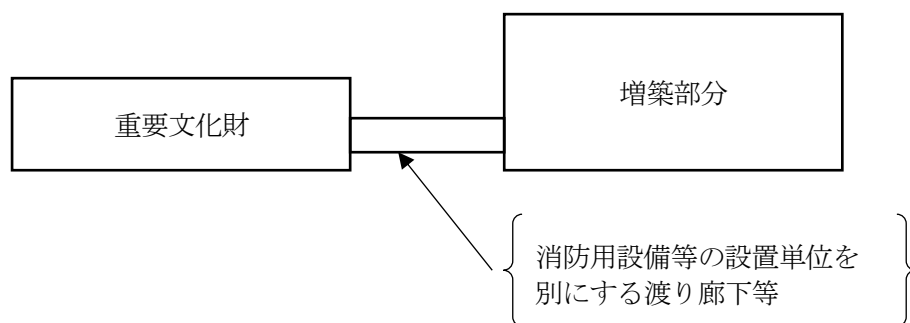 重要文化財
増築部分
消防用設備等の設置単位を
別にする渡り廊下等